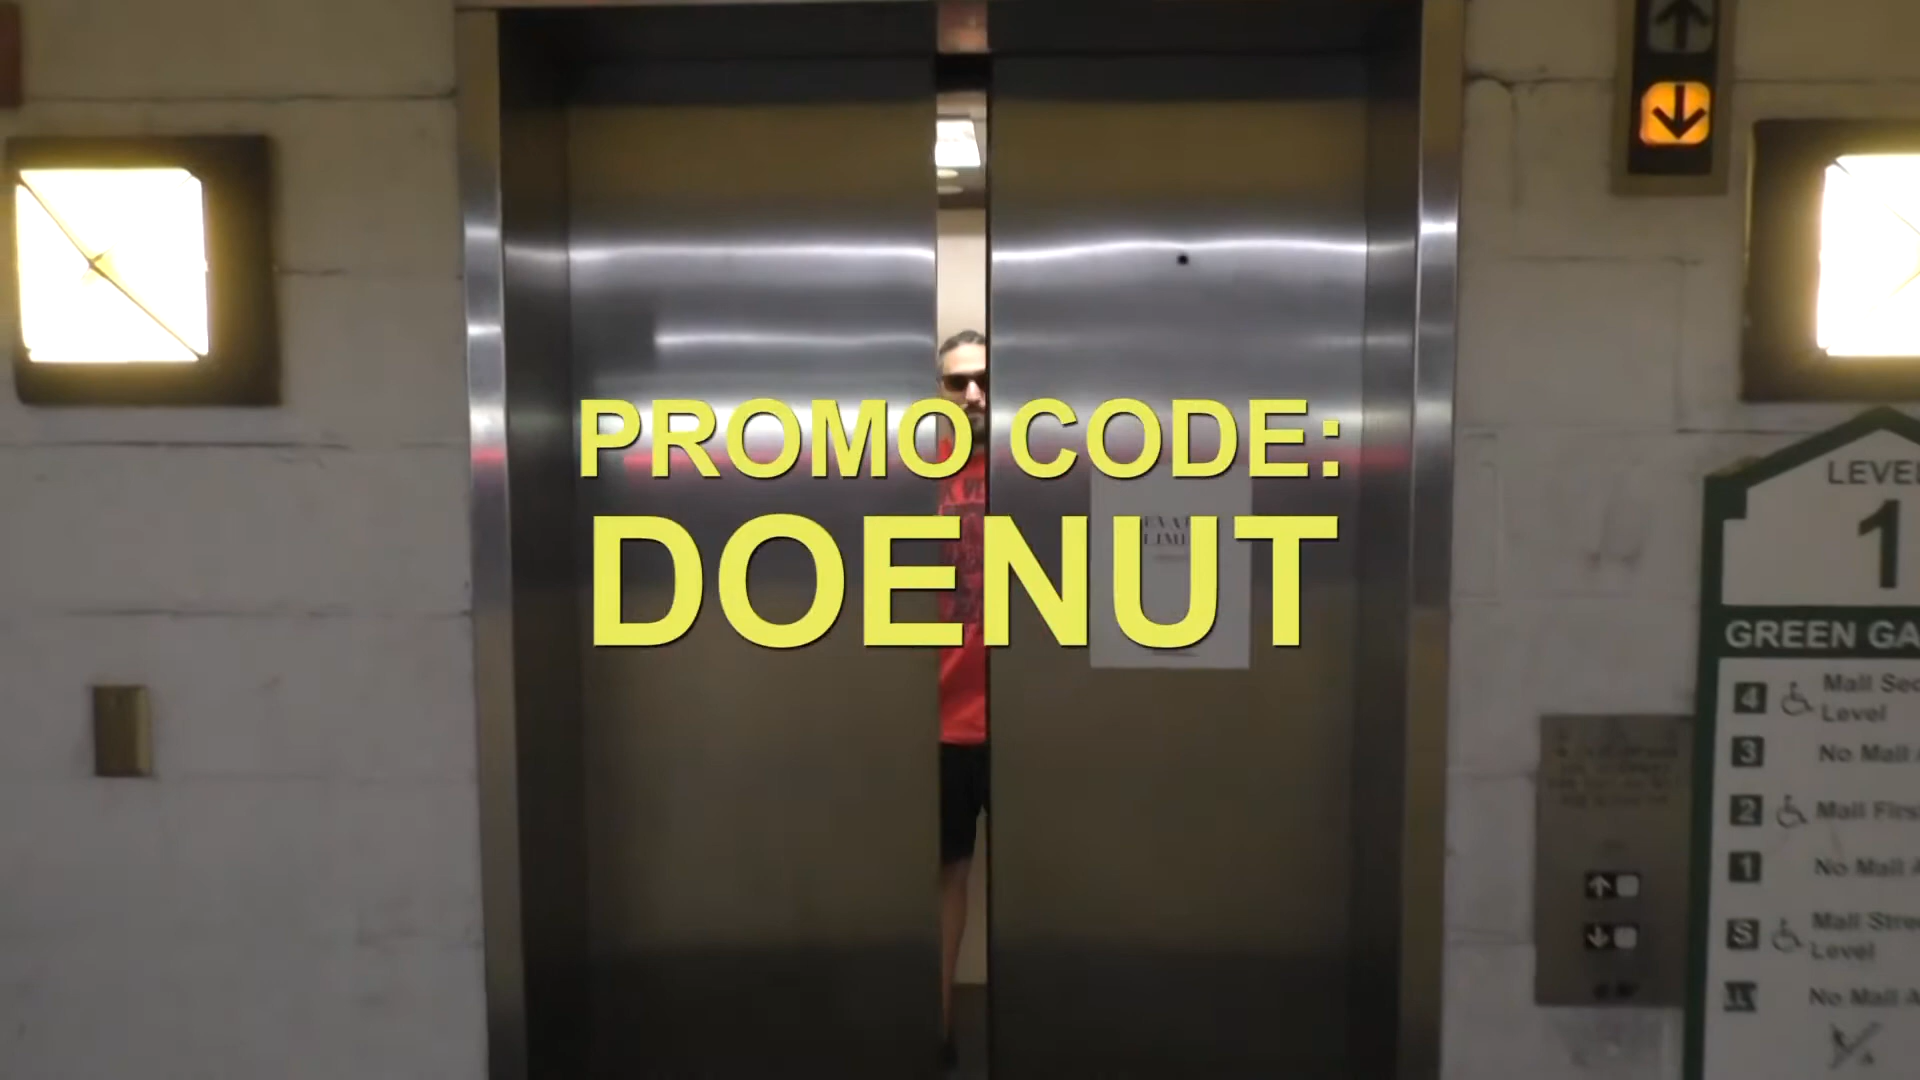 PROMO CODE:
DOENUT
LEVEL
1
GREEN GA
4 Mall Sec
Level
3 No Mall A
2 Mall Firs
1 No Mall A
S Mall Stre
Level
No Mall A